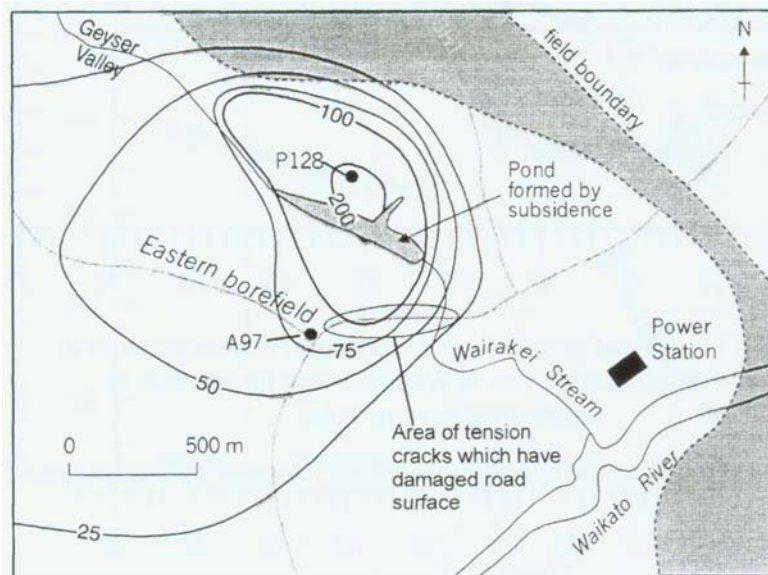 Geyser
Valley
field boundary
N
100
P128
200
Pond
formed by
subsidence
Eastern borefield
A97
75
Wairakei Stream
Power
Station
50
0 500 m
Area of tension
cracks which have
damaged road
surface
25
Waikato River